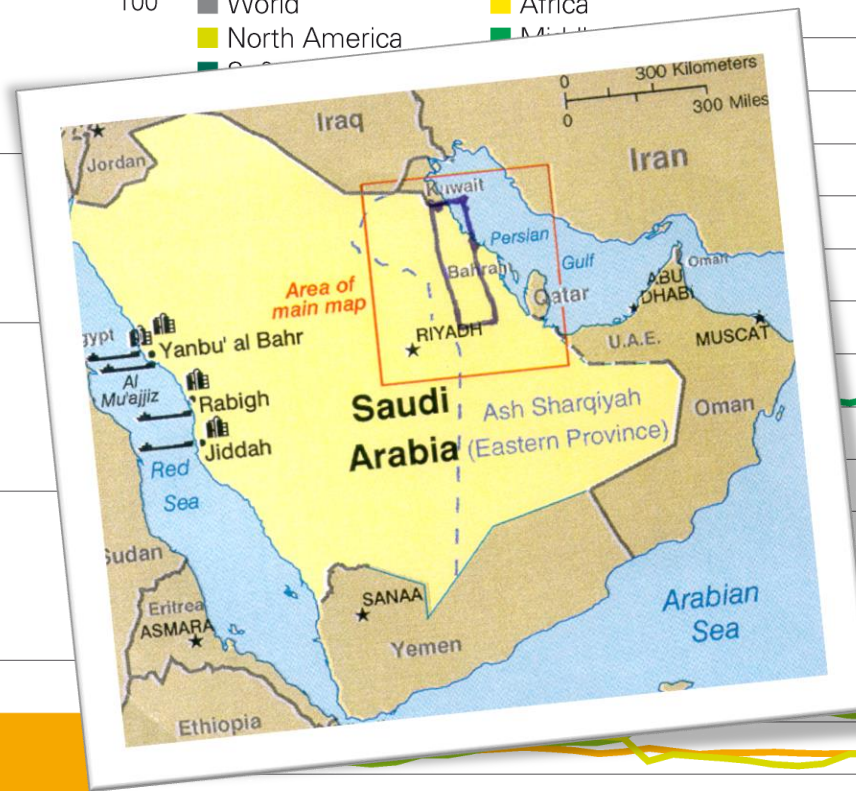 100
World
Africa
North America
0
300 Kilometers
0
300 Miles
Iraq
Iran
Jordan
Kuwait
Persian
Gulf
Bahrain
Qatar
Oman
ABU
DHABI
U.A.E.
MUSCAT
Area of
main map
RIYADH
Yanbu' al Bahr
Al
Mu'ajjiz
Rabigh
Jiddah
Saudi
Arabia
Ash Sharqiyah
(Eastern Province)
Oman
Red
Sea
Sudan
Eritrea
ASMARA
SANAA
Yemen
Arabian
Sea
Ethiopia